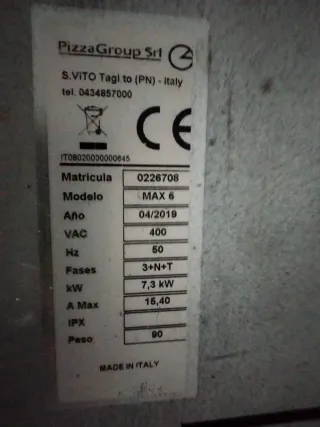 PizzaGroup Srl
S.VITO Tagl.to (PN) - Italy
tel. 0434857000
CE
IT08020000000645
Matricula 0226708
Modelo MAX 6
Año 04/2019
VAC 400
Hz 50
Fases 3+N+T
kW 7,3 kW
A.Max 15,40
IPX
Peso 90
MADE IN ITALY